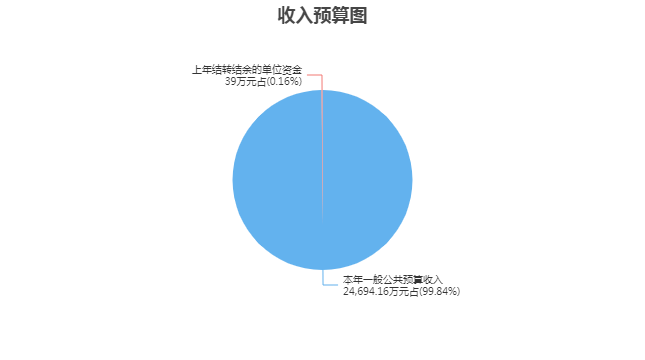 收入预算图
上年结转结余的单位资金
39万元占(0.16%)
本年一般公共预算收入
24,694.16万元占(99.84%)